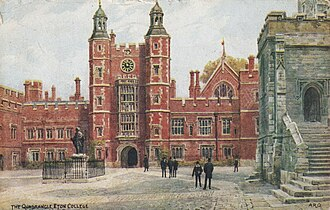 THE QUADRANGLE, ETON COLLEGE
A.R.Q.